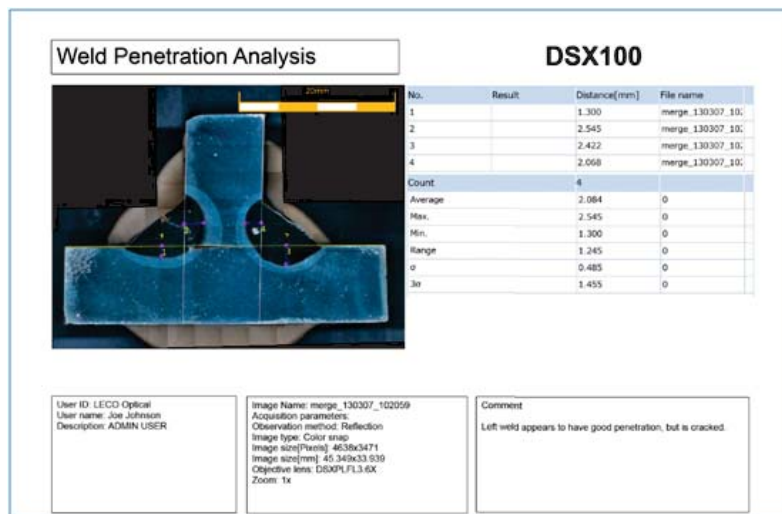 Weld Penetration Analysis
DSX100
20mm
No. Result Distance[mm] File name
1 1.300 merge_130307_102
2 2.545 merge_130307_102
3 2.422 merge_130307_102
4 2.068 merge_130307_102
Count 4
Average 2.084 0
Max. 2.545 0
Min. 1.300 0
Range 1.245 0
σ 0.485 0
3σ 1.455 0
User ID: LECO Optical
User name: Joe Johnson
Description: ADMIN USER
Image Name: merge_130307_102059
Acquisition parameters:
Observation method: Reflection
Image type: Color snap
Image size[Pixels]: 4638x3471
Image size[mm]: 45.349x33.939
Objective lens: DSXPLFL3.6X
Zoom: 1x
Comment
Left weld appears to have good penetration, but is cracked.